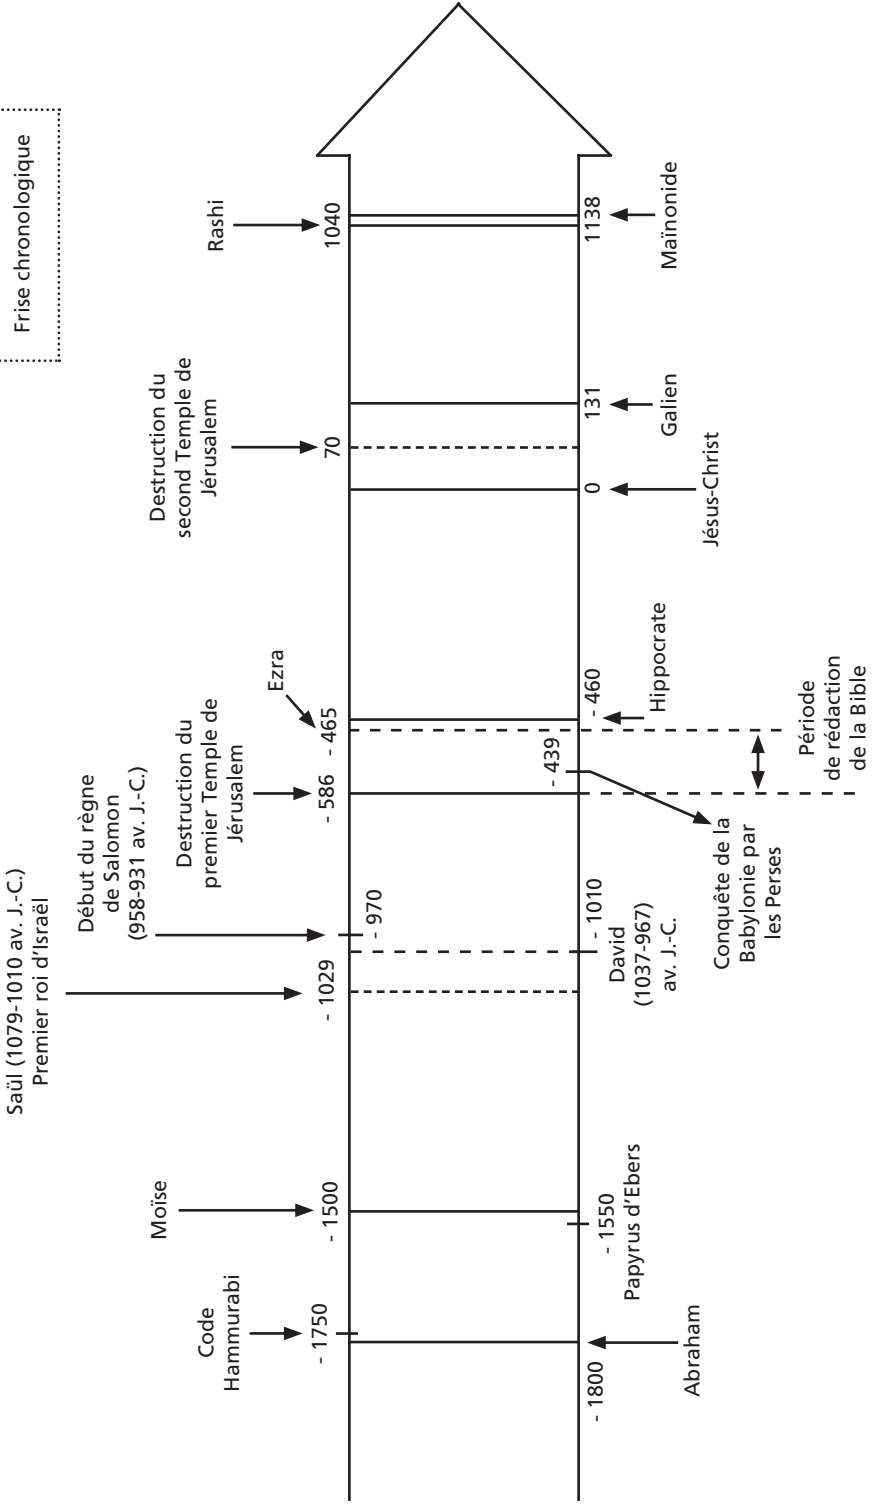 Frise chronologique
Saül (1079-1010 av. J.-C.)
Premier roi d'Israël
Début du règne
de Salomon
(958-931 av. J.-C.)
Code
Hammurabi
Moïse
Destruction du
premier Temple de
Jérusalem
Ezra
Destruction du
second Temple de
Jérusalem
Rashi
- 1750
- 1500
- 1029
- 970
- 586
- 465
70
1040
- 439
- 1800
- 1550
- 1010
- 460
0
131
1138
Abraham
Papyrus d'Ebers
David
(1037-967)
av. J.-C.
Conquête de la
Babylonie par
les Perses
Hippocrate
Période
de rédaction
de la Bible
Jésus-Christ
Galien
Maïnonide